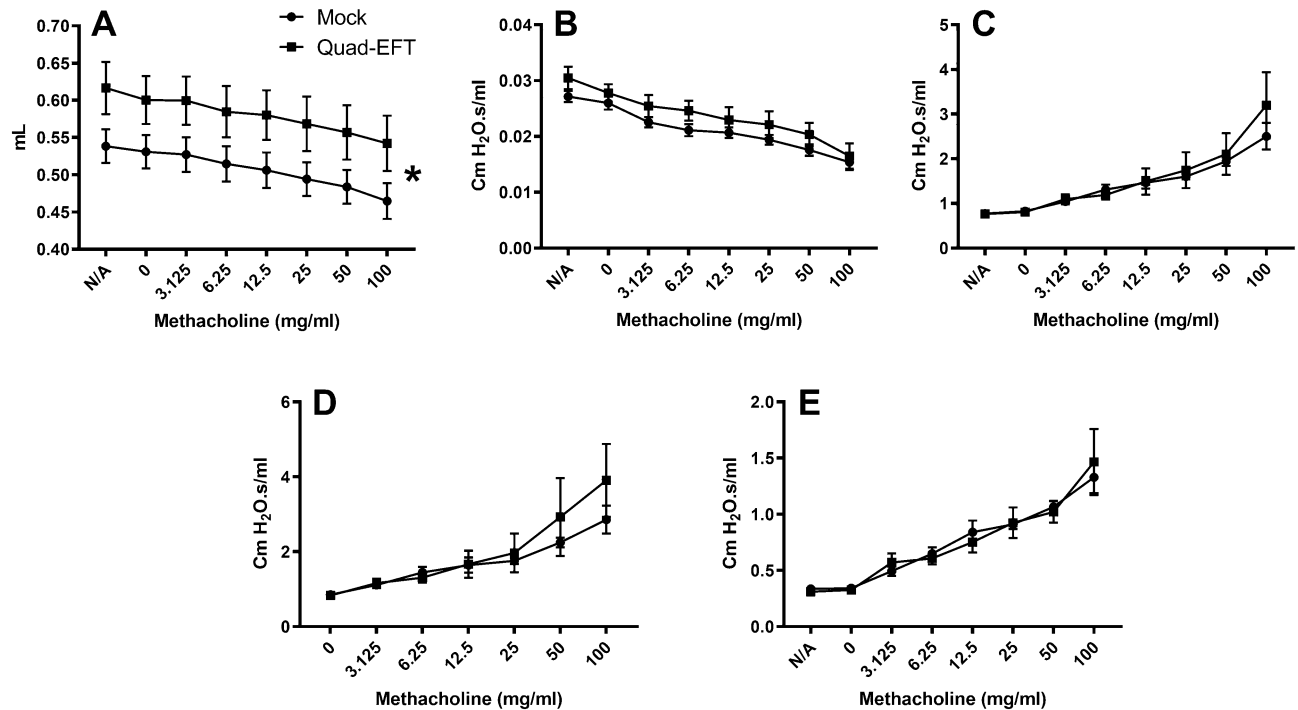 A
Mock
Quad-EFT
0.70
0.65
0.60
0.55
0.50
0.45
0.40
mL
*
N/A 0 3.125 6.25 12.5 25 50 100
Methacholine (mg/ml)
B
0.04
0.03
0.02
0.01
0.00
Cm H₂O.s/ml
N/A 0 3.125 6.25 12.5 25 50 100
Methacholine (mg/ml)
C
5
4
3
2
1
0
Cm H₂O.s/ml
N/A 0 3.125 6.25 12.5 25 50 100
Methacholine (mg/ml)
D
6
4
2
0
Cm H₂O.s/ml
0 3.125 6.25 12.5 25 50 100
Methacholine (mg/ml)
E
2.0
1.5
1.0
0.5
0.0
Cm H₂O.s/ml
N/A 0 3.125 6.25 12.5 25 50 100
Methacholine (mg/ml)